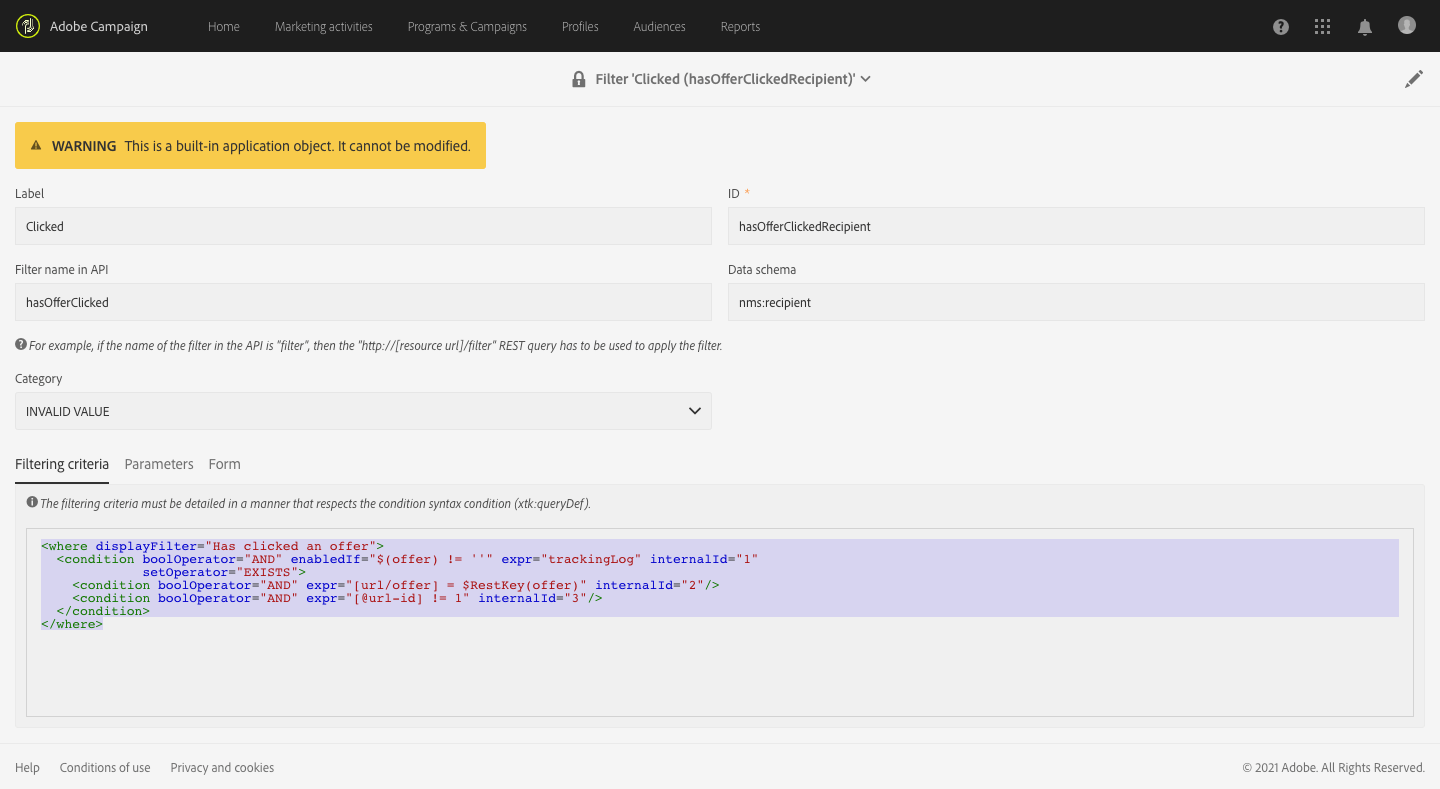 Adobe Campaign Home Marketing activities Programs & Campaigns Profiles Audiences Reports
Filter 'Clicked (hasOfferClickedRecipient)'
WARNING This is a built-in application object. It cannot be modified.
Label
ID *
Clicked
hasOfferClickedRecipient
Filter name in API
Data schema
hasOfferClicked
nms:recipient
For example, if the name of the filter in the API is "filter", then the "http://[resource url]/filter" REST query has to be used to apply the filter.
Category
INVALID VALUE
Filtering criteria Parameters Form
The filtering criteria must be detailed in a manner that respects the condition syntax condition (xtk:queryDef).
<where displayFilter="Has clicked an offer">
  <condition boolOperator="AND" enabledIf="$(offer) != ''" expr="trackingLog" internalId="1"
             setOperator="EXISTS">
    <condition boolOperator="AND" expr="[url/offer] = $RestKey(offer)" internalId="2"/>
    <condition boolOperator="AND" expr="[@url-id] != 1" internalId="3"/>
  </condition>
</where>
Help Conditions of use Privacy and cookies © 2021 Adobe. All Rights Reserved.